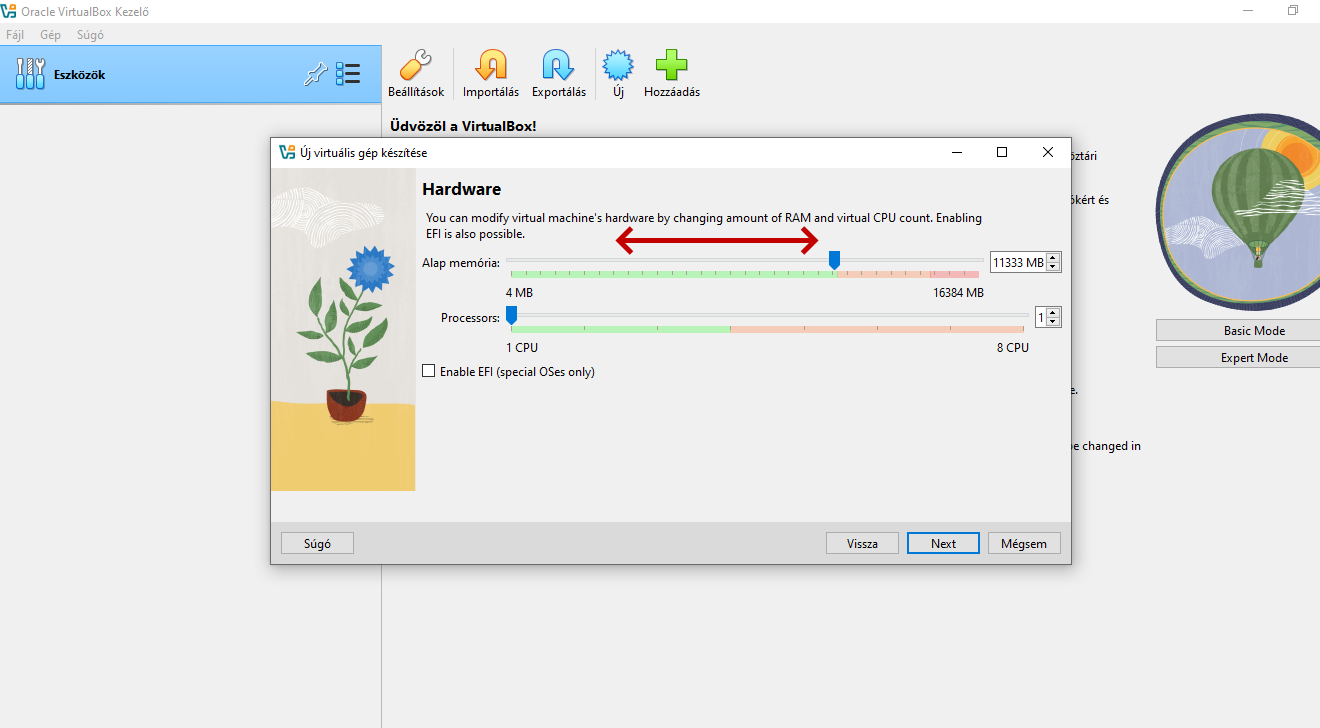 Oracle VirtualBox Kezelő
Fájl Gép Súgó
Eszközök
Beállítások Importálás Exportálás Új Hozzáadás
Üdvözöl a VirtualBox!
Új virtuális gép készítése
Hardware
You can modify virtual machine's hardware by changing amount of RAM and virtual CPU count. Enabling
EFI is also possible.
Alap memória: 11333 MB
4 MB 16384 MB
Processors: 1
1 CPU 8 CPU
Enable EFI (special OSes only)
Súgó Vissza Next Mégsem
ztári
ókért és
Basic Mode
Expert Mode
e.
be changed in